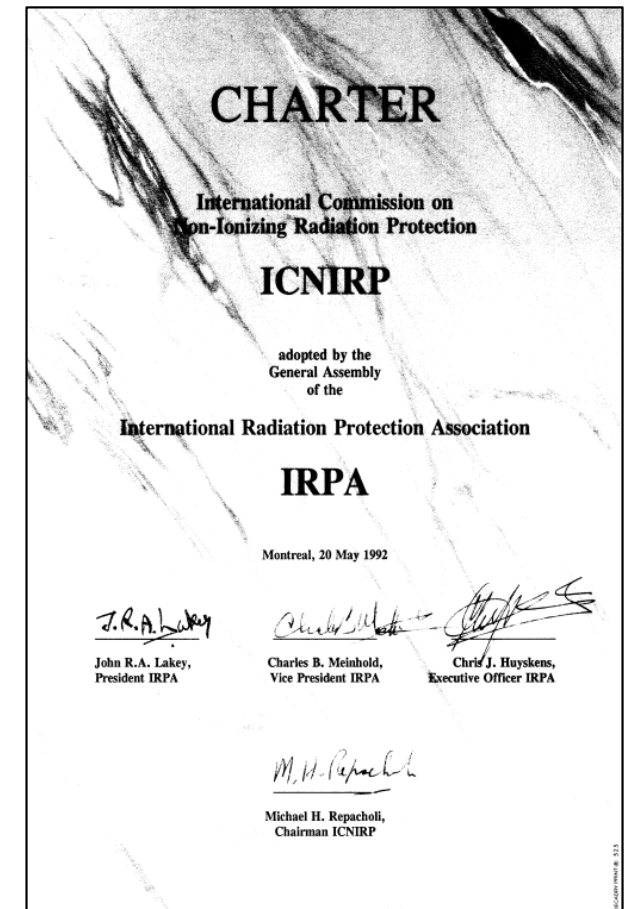 CHARTER
International Commission on
Non-Ionizing Radiation Protection
ICNIRP
adopted by the
General Assembly
of the
International Radiation Protection Association
IRPA
Montreal, 20 May 1992
J.R.A. Lakey
John R.A. Lakey,
President IRPA
Charles B. Meinhold,
Vice President IRPA
Chris J. Huyskens,
Executive Officer IRPA
M. H. Repacholi
Michael H. Repacholi,
Chairman ICNIRP